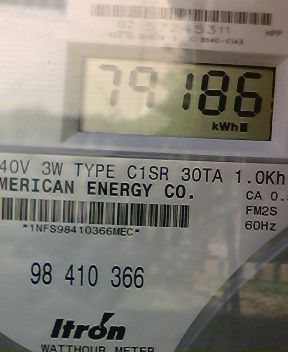 HPP
79186
kWh
40V 3W TYPE C1SR 30TA 1.0Kh
MERICAN ENERGY CO.
CA 0.
FM2S
*1NFS98410366MEC*
60Hz
98 410 366
Itron
WATTHOUR METER